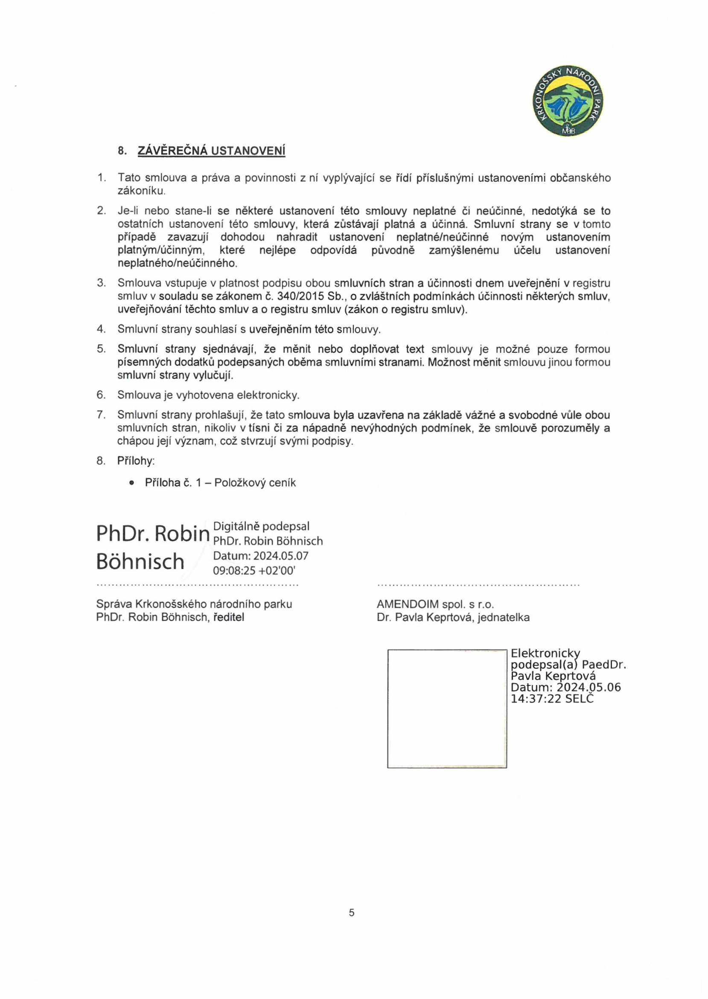 KRKONOŠSKÝ NÁRODNÍ PARK
MaB
8. ZÁVĚREČNÁ USTANOVENÍ
1. Tato smlouva a práva a povinnosti z ní vyplývající se řídí příslušnými ustanoveními občanského
zákoníku.
2. Je-li nebo stane-li se některé ustanovení této smlouvy neplatné či neúčinné, nedotýká se to
ostatních ustanovení této smlouvy, která zůstávají platná a účinná. Smluvní strany se v tomto
případě zavazují dohodou nahradit ustanovení neplatné/neúčinné novým ustanovením
platným/účinným, které nejlépe odpovídá původně zamýšlenému účelu ustanovení
neplatného/neúčinného.
3. Smlouva vstupuje v platnost podpisu obou smluvních stran a účinnosti dnem uveřejnění v registru
smluv v souladu se zákonem č. 340/2015 Sb., o zvláštních podmínkách účinnosti některých smluv,
uveřejňování těchto smluv a o registru smluv (zákon o registru smluv).
4. Smluvní strany souhlasí s uveřejněním této smlouvy.
5. Smluvní strany sjednávají, že měnit nebo doplňovat text smlouvy je možné pouze formou
písemných dodatků podepsaných oběma smluvními stranami. Možnost měnit smlouvu jinou formou
smluvní strany vylučují.
6. Smlouva je vyhotovena elektronicky.
7. Smluvní strany prohlašují, že tato smlouva byla uzavřena na základě vážné a svobodné vůle obou
smluvních stran, nikoliv v tísni či za nápadně nevýhodných podmínek, že smlouvě porozuměly a
chápou její význam, což stvrzují svými podpisy.
8. Přílohy:
• Příloha č. 1 – Položkový ceník
PhDr. Robin
Böhnisch
Digitálně podepsal
PhDr. Robin Böhnisch
Datum: 2024.05.07
09:08:25 +02'00'
Správa Krkonošského národního parku
PhDr. Robin Böhnisch, ředitel
AMENDOIM spol. s r.o.
Dr. Pavla Keprtová, jednatelka
Elektronicky
podepsal(a) PaedDr.
Pavla Keprtová
Datum: 2024.05.06
14:37:22 SELČ
5